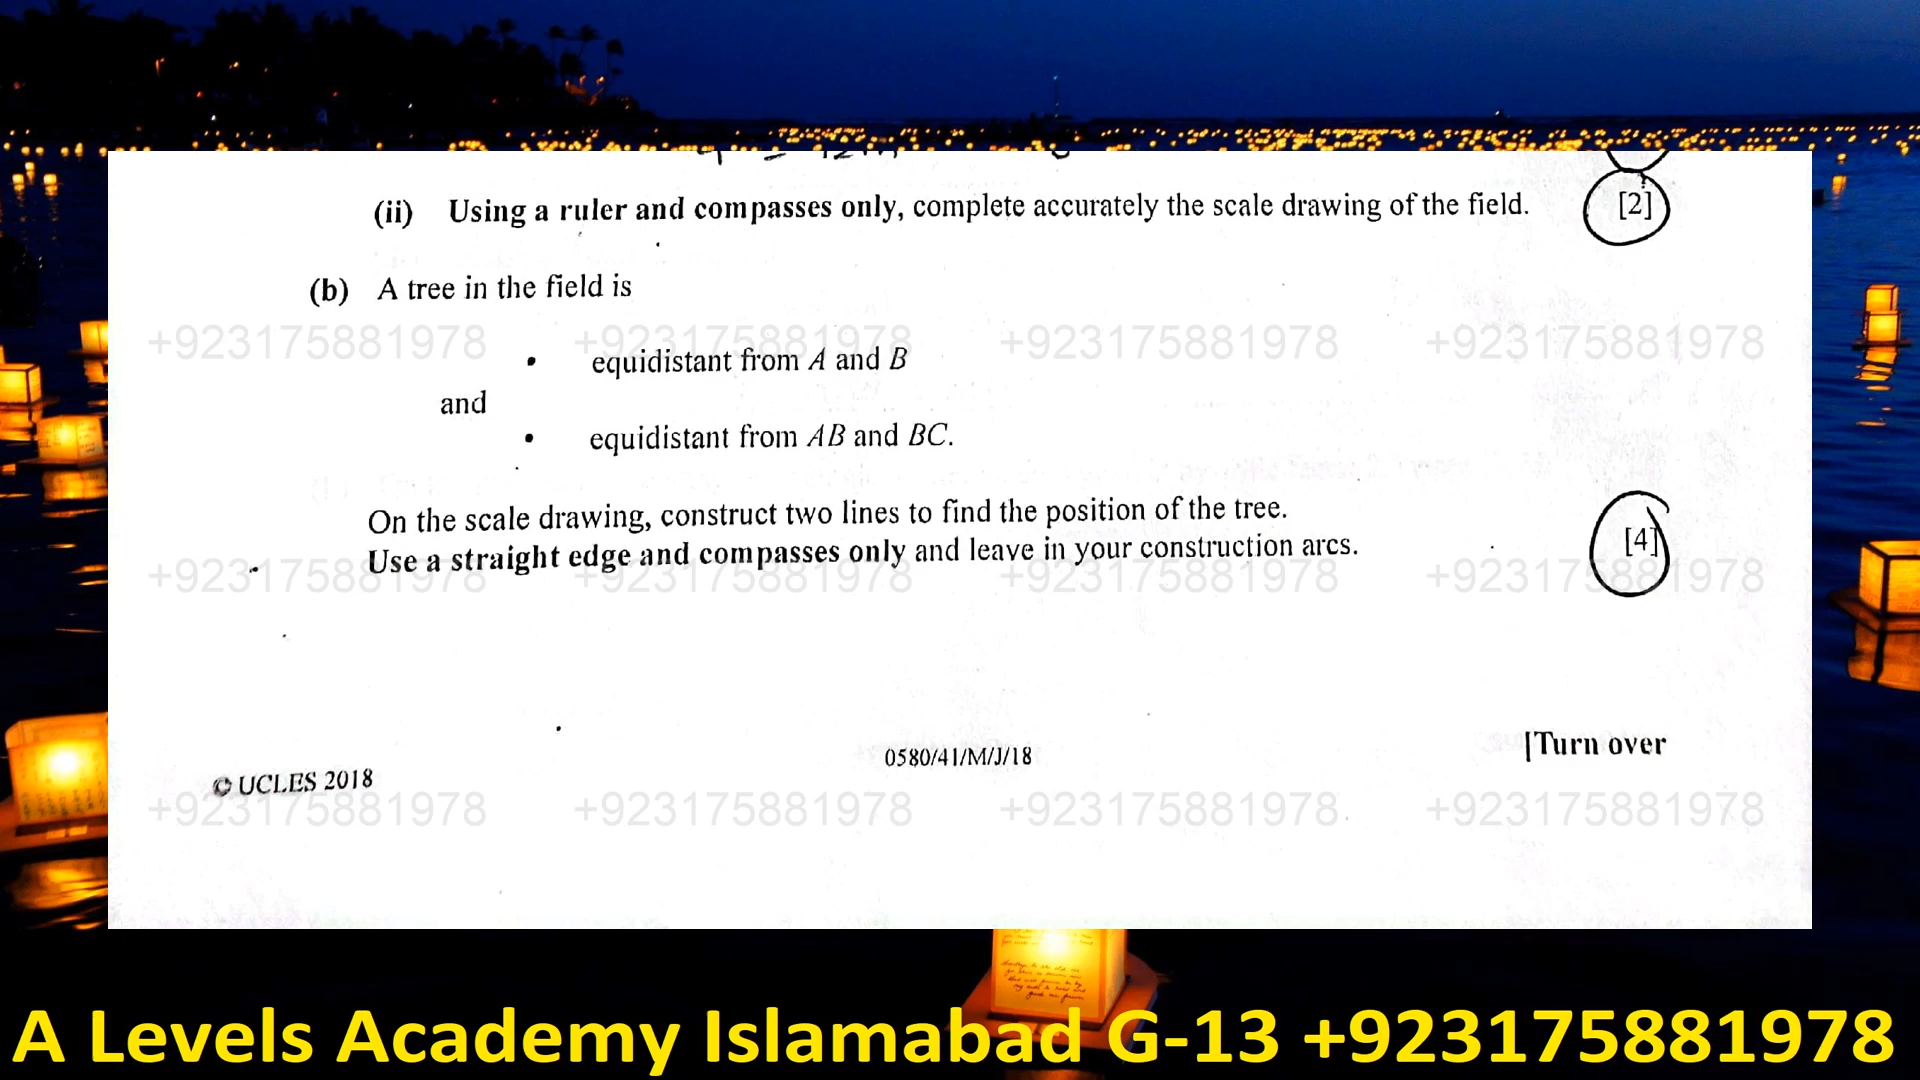 (ii) Using a ruler and compasses only, complete accurately the scale drawing of the field. [2]
(b) A tree in the field is
+923175881978 +923175881978 +923175881978 +923175881978
• equidistant from A and B
and
• equidistant from AB and BC.
On the scale drawing, construct two lines to find the position of the tree.
Use a straight edge and compasses only and leave in your construction arcs. [4]
+923175881978 +923175881978 +923175881978 +923175881978
© UCLES 2018 0580/41/M/J/18 [Turn over
+923175881978 +923175881978 +923175881978 +923175881978
A Levels Academy Islamabad G-13 +923175881978